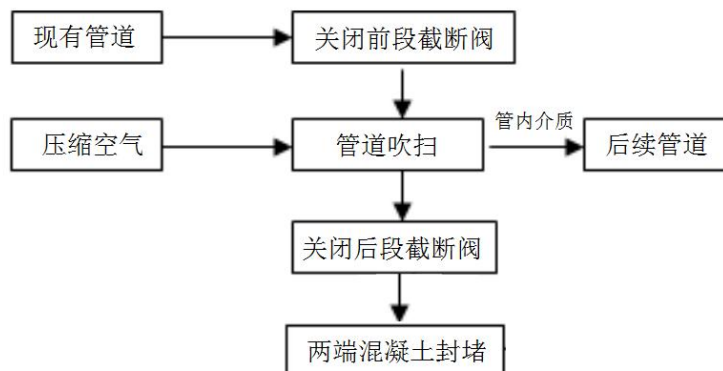 现有管道
关闭前段截断阀
压缩空气
管道吹扫
管内介质
后续管道
关闭后段截断阀
两端混凝土封堵